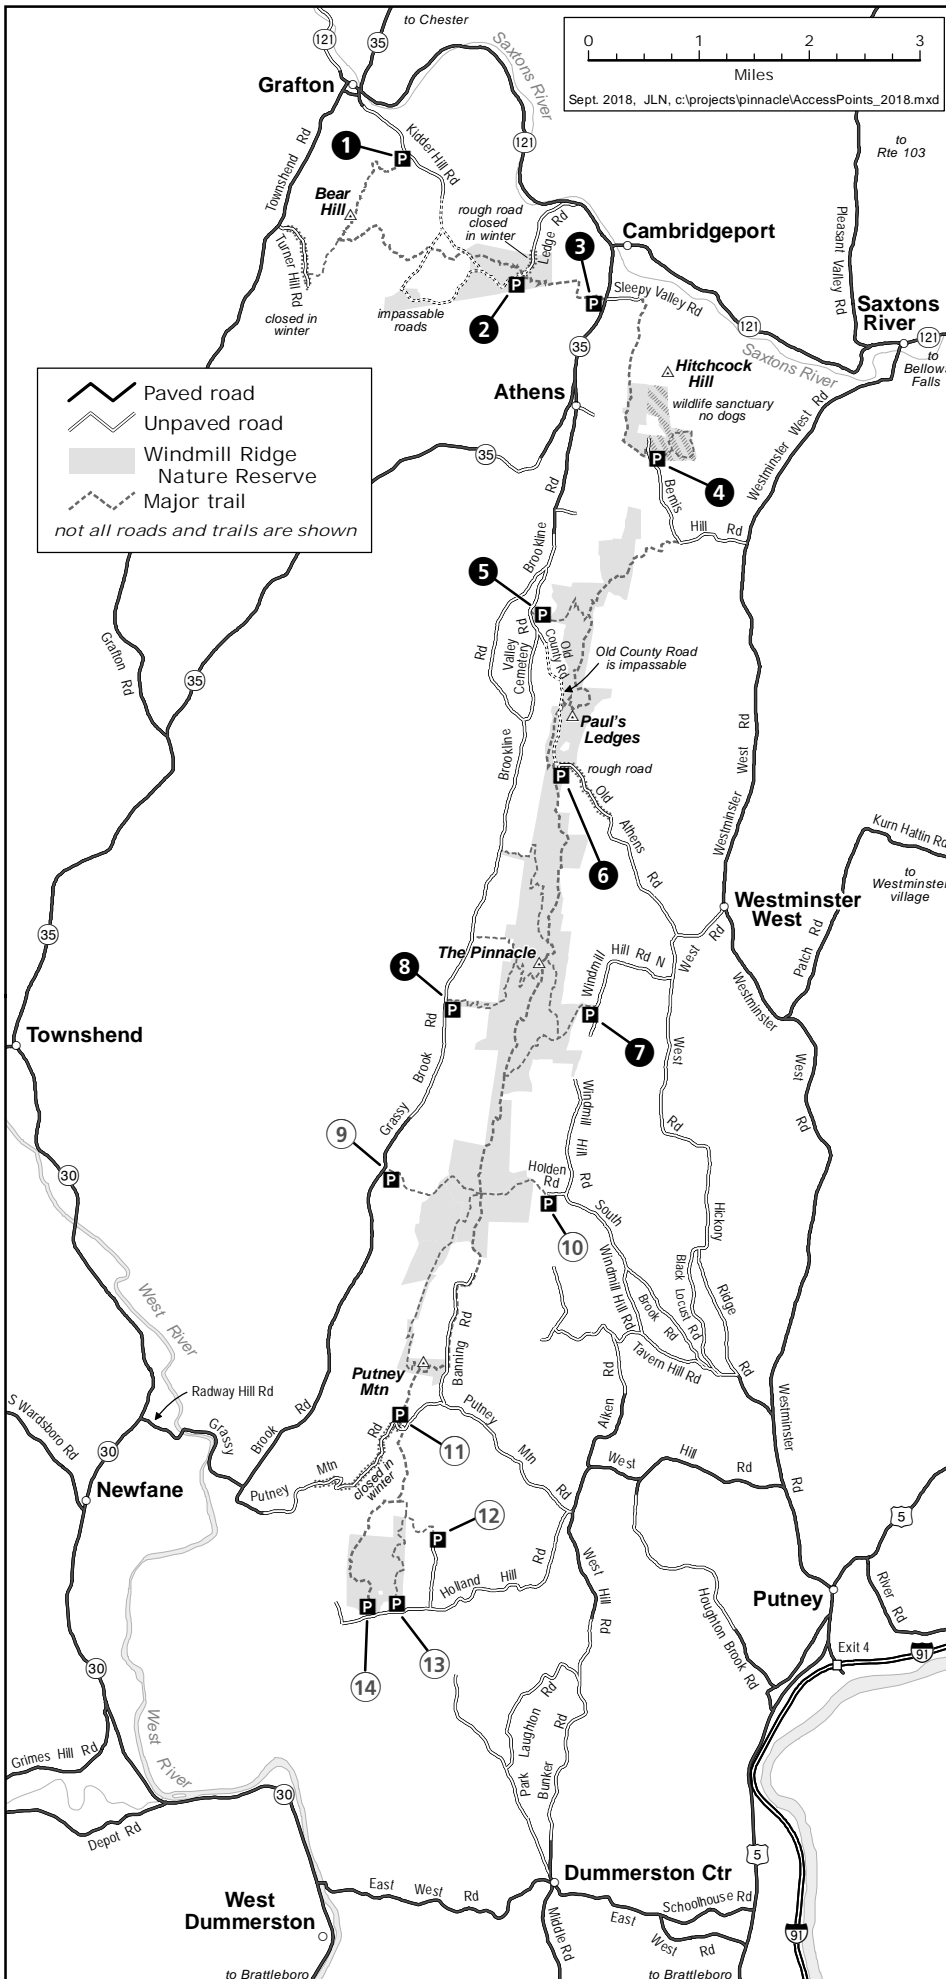 to Chester
121
35
Saxtons River
0 1 2 3
Miles
Sept. 2018, JLN, c:\projects\pinnacle\AccessPoints_2018.mxd
Grafton
Townshend Rd
1
P
Kidder Hill Rd
121
to
Rte 103
Bear
Hill
rough road
closed
in winter
Ledge Rd
3
Cambridgeport
Pleasant Valley Rd
Turner Hill Rd
closed in
winter
impassable
roads
2
P
P
Sleepy Valley Rd
121
Saxtons River
Saxtons
River
121
to
Bellows
Falls
35
Hitchcock
Hill
wildlife sanctuary
no dogs
Athens
Paved road
Unpaved road
Windmill Ridge
Nature Reserve
Major trail
not all roads and trails are shown
35
Westminster West Rd
P
4
Bemis Hill Rd
Brookline Rd
5
P
Valley Cemetery Rd
Rd
Old County Rd
Old County Road
is impassable
Grafton Rd
35
Paul's
Ledges
Brookline
rough road
P
6
Old Athens Rd
Westminster West Rd
Kurn Hattin Rd
to
Westminster
village
Westminster
West
Patch Rd
35
The Pinnacle
8
P
Windmill Hill Rd N
West Rd
Westminster West Rd
P
7
Townshend
Grassy Brook Rd
West Rd
Windmill Hill Rd South
9
P
30
Holden
Rd
P
10
Hickory Ridge Rd
Black Locust Rd
Windmill Hill Rd
Brook Rd
Tavern Hill Rd
West River
Banning Rd
Putney
Mtn
Aiken Rd
Radway Hill Rd
S Wardsboro Rd
30
Grassy Brook Rd
P
11
Putney Mtn Rd
Putney Mtn Rd
closed in
winter
West Hill Rd
Westminster Rd
Newfane
12
P
5
Holland Hill Rd
West Hill Rd
Putney
River Rd
P
P
13
14
Houghton Brook Rd
Exit 4
91
30
West River
Park Laughton Rd
Bunker Rd
Grimes Hill Rd
30
Depot Rd
5
Dummerston Ctr
East West Rd
Schoolhouse Rd
East West Rd
West
Dummerston
Middle Rd
91
to Brattleboro
to Brattleboro